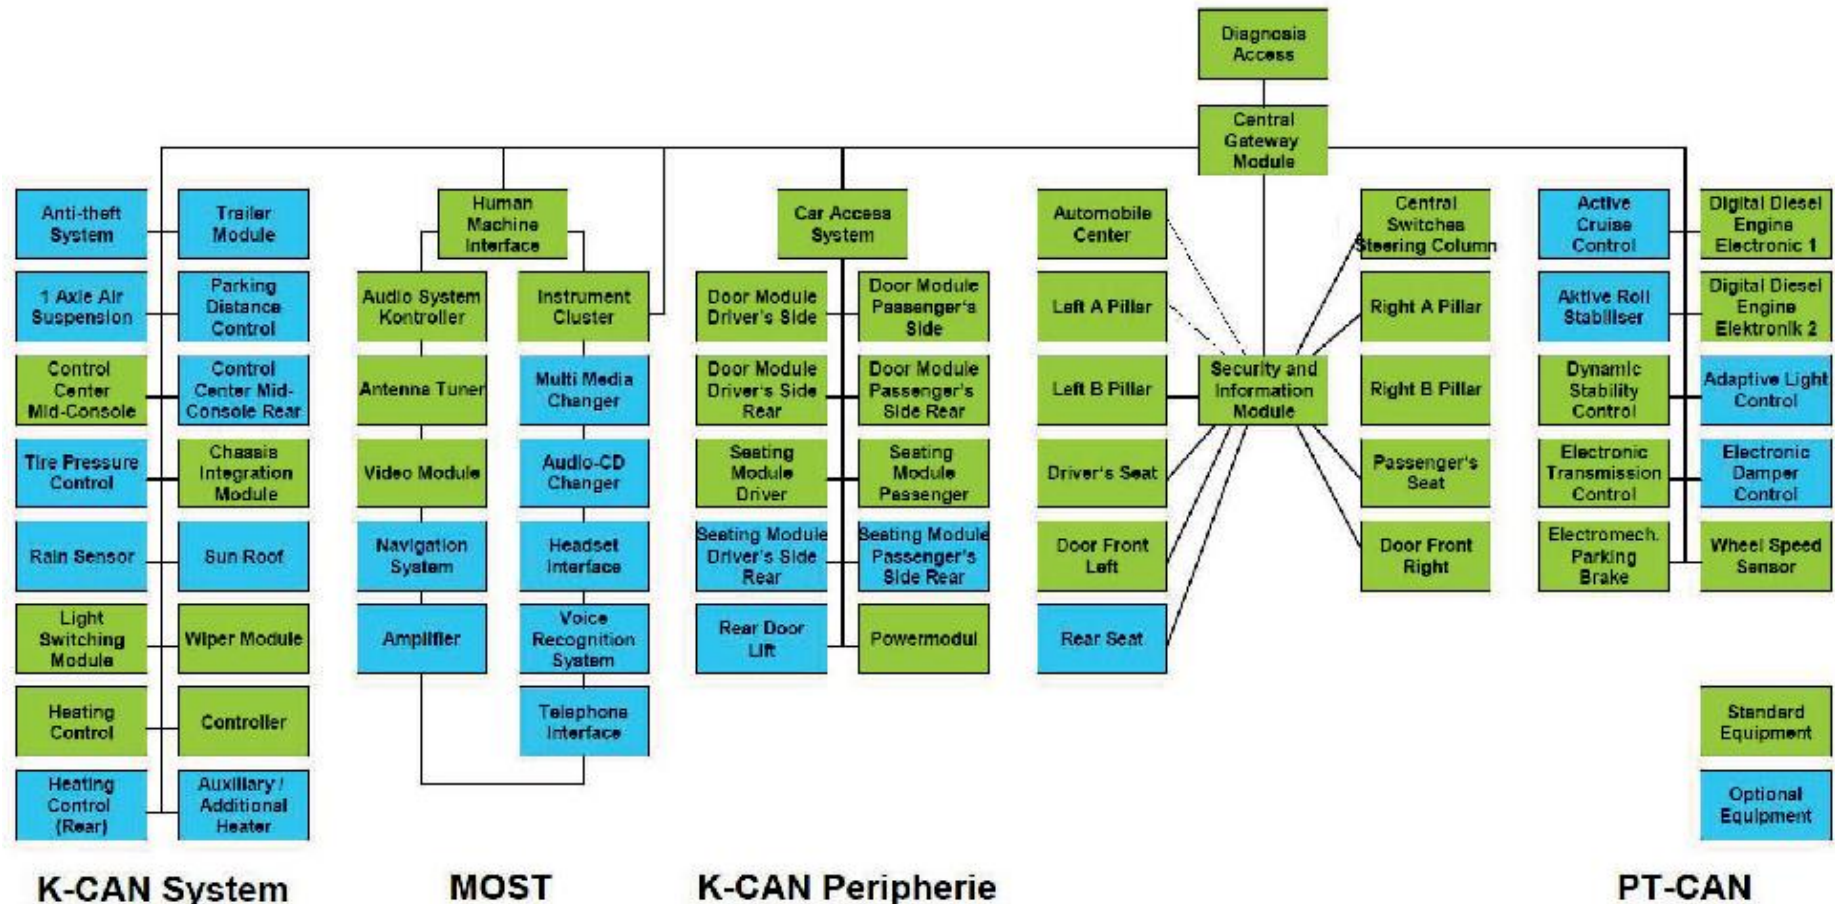 Diagnosis
Access
Central
Gateway
Module
Anti-theft
System
Trailer
Module
1 Axle Air
Suspension
Parking
Distance
Control
Control
Center
Mid-Console
Control
Center Mid-
Console Rear
Tire Pressure
Control
Chassis
Integration
Module
Rain Sensor
Sun Roof
Light
Switching
Module
Wiper Module
Heating
Control
Controller
Heating
Control
(Rear)
Auxiliary /
Additional
Heater
K-CAN System
Human
Machine
Interface
Audio System
Kontroller
Instrument
Cluster
Antenna Tuner
Multi Media
Changer
Video Module
Audio-CD
Changer
Navigation
System
Headset
Interface
Amplifier
Voice
Recognition
System
Telephone
Interface
MOST
Car Access
System
Door Module
Driver's Side
Door Module
Passenger's
Side
Door Module
Driver's Side
Rear
Door Module
Passenger's
Side Rear
Seating
Module
Driver
Seating
Module
Passenger
Seating Module
Driver's Side
Rear
Seating Module
Passenger's
Side Rear
Rear Door
Lift
Powermodul
K-CAN Peripherie
Automobile
Center
Central
Switches
Steering Column
Left A Pillar
Right A Pillar
Security and
Information
Module
Left B Pillar
Right B Pillar
Driver's Seat
Passenger's
Seat
Door Front
Left
Door Front
Right
Rear Seat
Active
Cruise
Control
Digital Diesel
Engine
Electronic 1
Aktive Roll
Stabiliser
Digital Diesel
Engine
Elektronik 2
Dynamic
Stability
Control
Adaptive Light
Control
Electronic
Transmission
Control
Electronic
Damper
Control
Electromech.
Parking
Brake
Wheel Speed
Sensor
Standard
Equipment
Optional
Equipment
PT-CAN